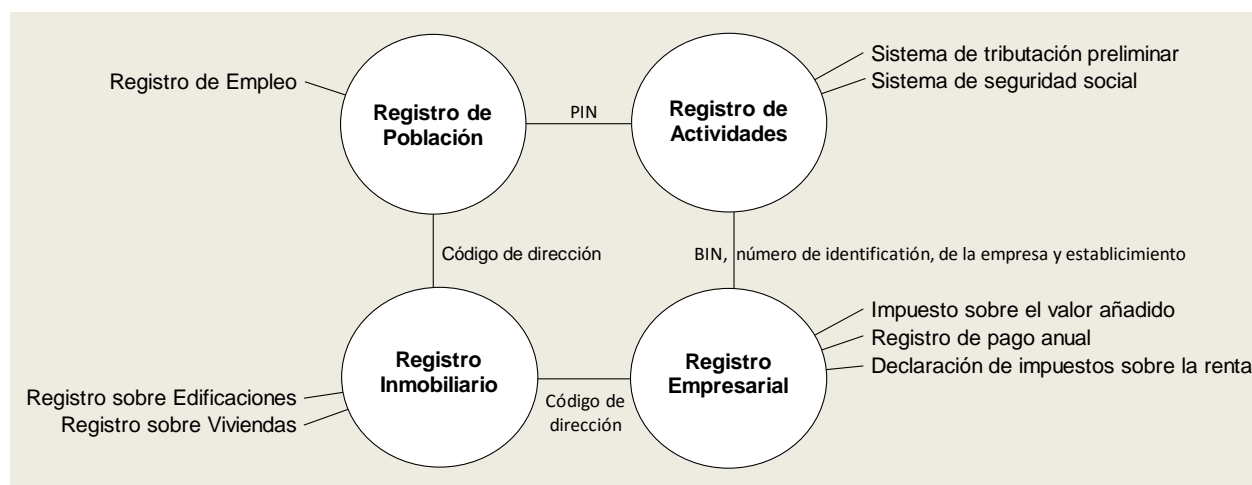 Registro de Empleo
Registro de
Población
PIN
Registro de
Actividades
Sistema de tributación preliminar
Sistema de seguridad social
Código de dirección
BIN, número de identificatión, de la empresa y establicimiento
Registro
Inmobiliario
Registro sobre Edificaciones
Registro sobre Viviendas
Código de
dirección
Registro
Empresarial
Impuesto sobre el valor añadido
Registro de pago anual
Declaración de impuestos sobre la renta